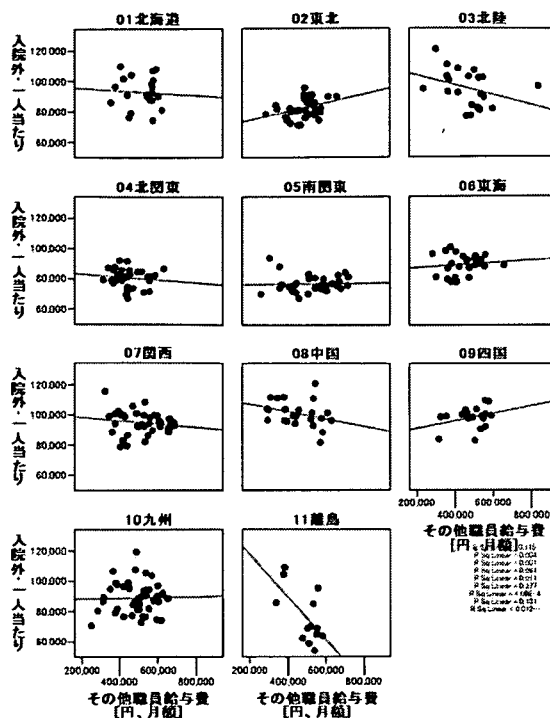 01北海道
02東北
03北陸
入院外・一人当たり
120,000
100,000
80,000
60,000
04北関東
05南関東
06東海
入院外・一人当たり
120,000
100,000
80,000
60,000
07関西
08中国
09四国
入院外・一人当たり
120,000
100,000
80,000
60,000
200,000 600,000
400,000 800,000
10九州
11離島
その他職員給与費
[円、月額]
入院外・一人当たり
120,000
100,000
80,000
60,000
200,000 600,000 200,000 600,000
400,000 800,000 400,000 800,000
その他職員給与費 その他職員給与費
[円、月額] [円、月額]